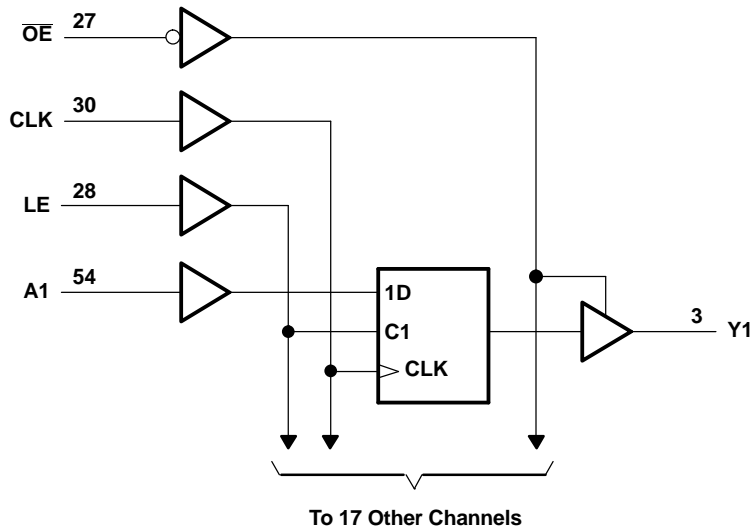 OE 27
CLK 30
LE 28
A1 54
1D
C1
CLK
3 Y1
To 17 Other Channels